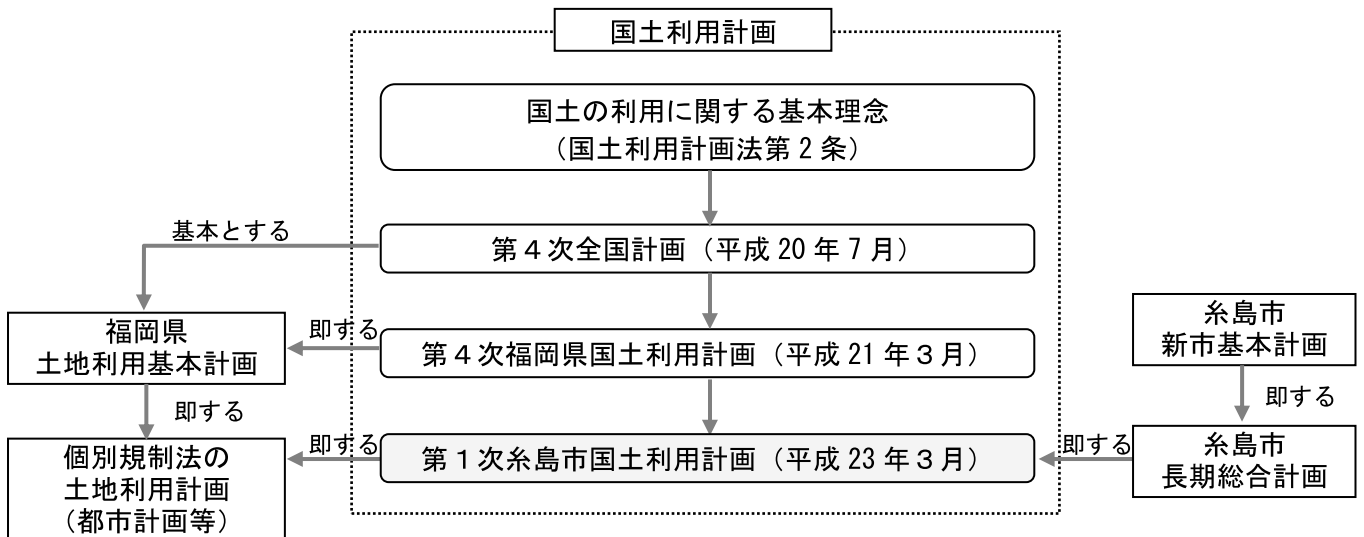 国土利用計画
国土の利用に関する基本理念
（国土利用計画法第２条）
基本とする
第４次全国計画（平成 20 年７月）
福岡県
土地利用基本計画
即する
第４次福岡県国土利用計画（平成 21 年３月）
糸島市
新市基本計画
即する
即する
個別規制法の
土地利用計画
（都市計画等）
即する
第１次糸島市国土利用計画（平成 23 年３月）
即する
糸島市
長期総合計画